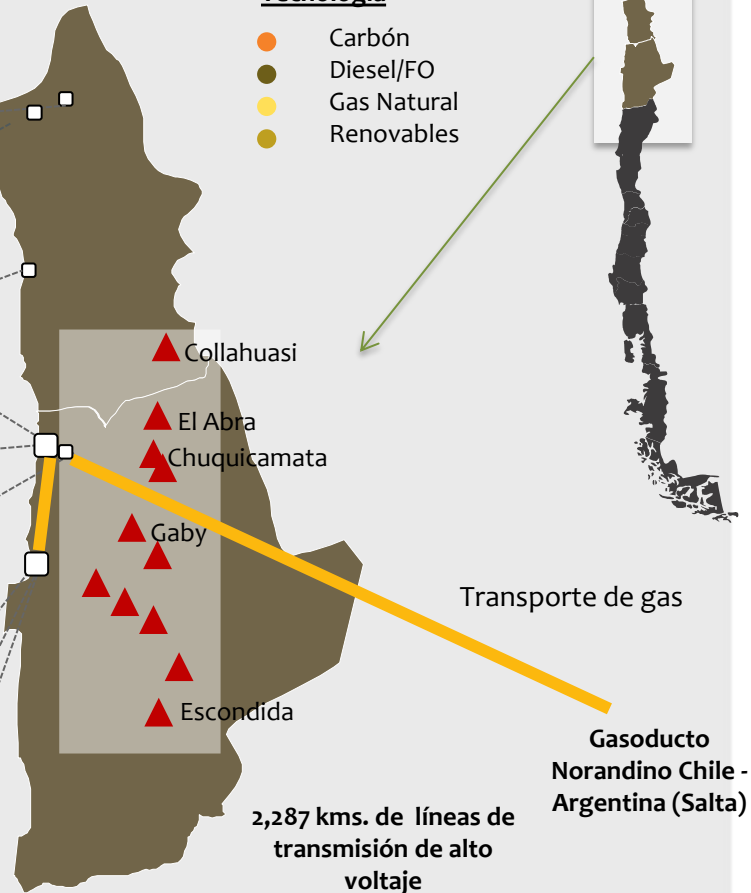 Tecnología
Carbón
Diesel/FO
Gas Natural
Renovables
Collahuasi
El Abra
Chuquicamata
Gaby
Transporte de gas
Escondida
Gasoducto
Norandino Chile -
Argentina (Salta)
2,287 kms. de líneas de
transmisión de alto
voltaje